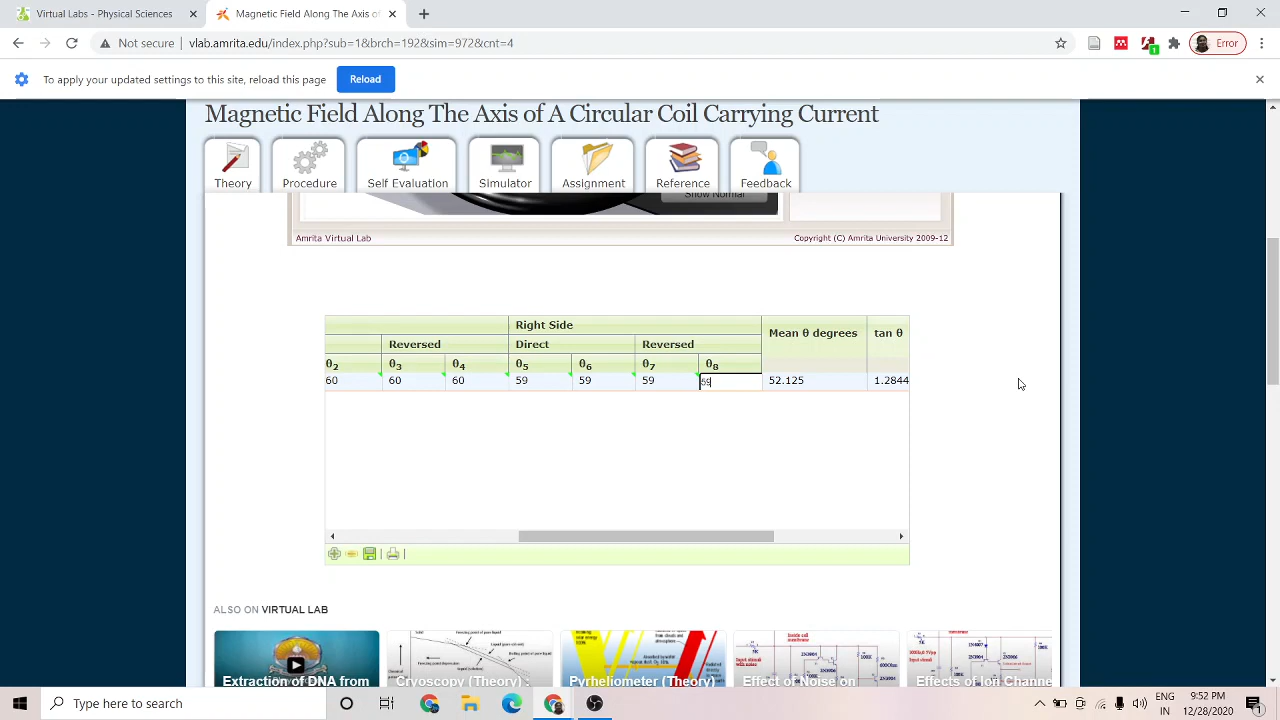 Virtual Labs - Physical Sciences
Magnetic Field Along The Axis of
Not secure | vlab.amrita.edu/index.php?sub=1&brch=192&sim=972&cnt=4
Error
To apply your updated settings to this site, reload this page
Reload
Magnetic Field Along The Axis of A Circular Coil Carrying Current
Theory
Procedure
Self Evaluation
Simulator
Assignment
Reference
Feedback
Show Normal
Amrita Virtual Lab
Copyright (C) Amrita University 2009-12
Right Side
Mean θ degrees
tan θ
Reversed
Direct
Reversed
θ2 θ3 θ4 θ5 θ6 θ7 θ8
60 60 60 59 59 59 59 52.125 1.2844
ALSO ON VIRTUAL LAB
Extraction of DNA from
Cryoscopy (Theory) :
Pyrheliometer (Theory)
Effect of Noise on
Effects of Ion Channe
Type here to search
ENG
IN
9:52 PM
12/28/2020